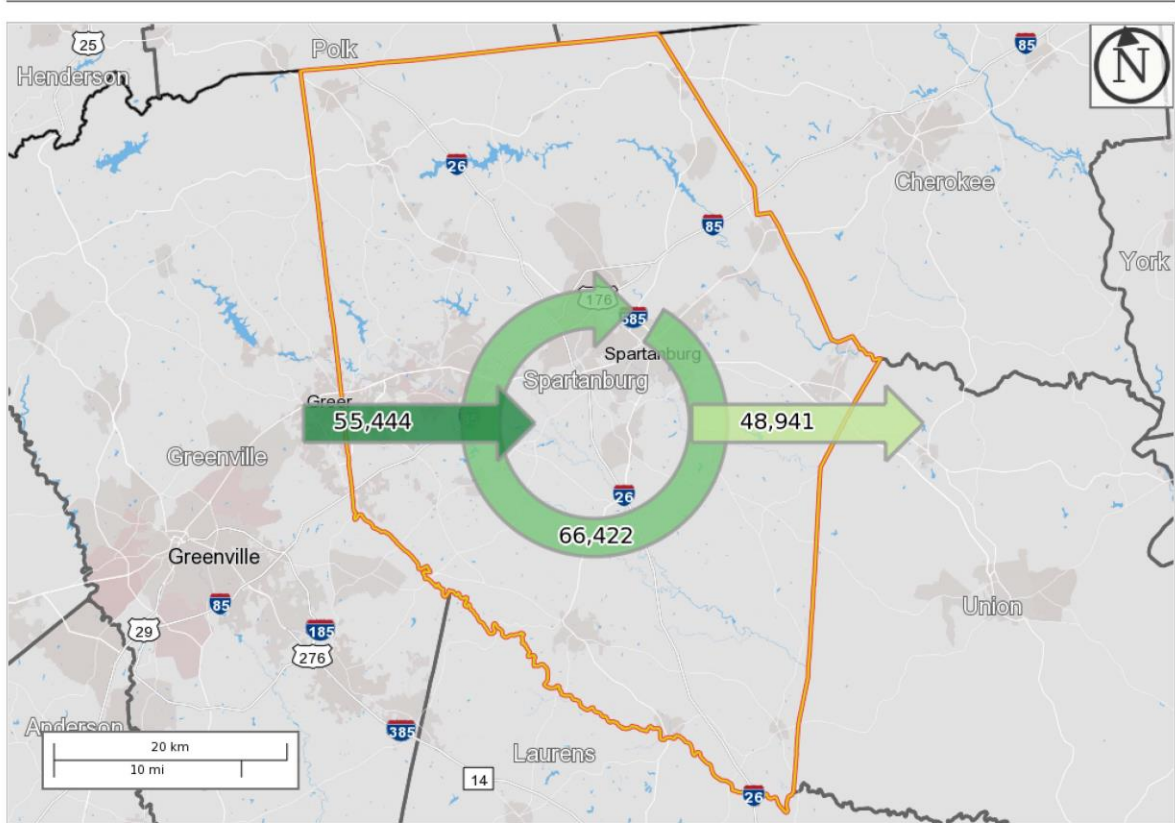 25
Polk
85
Henderson
N
26
Cherokee
85
York
176
585
Spartanburg
Spartanburg
Greer
55,444
48,941
Greenville
26
66,422
Greenville
Union
85
29
185
276
Anderson
385
20 km
10 mi
Laurens
14
26